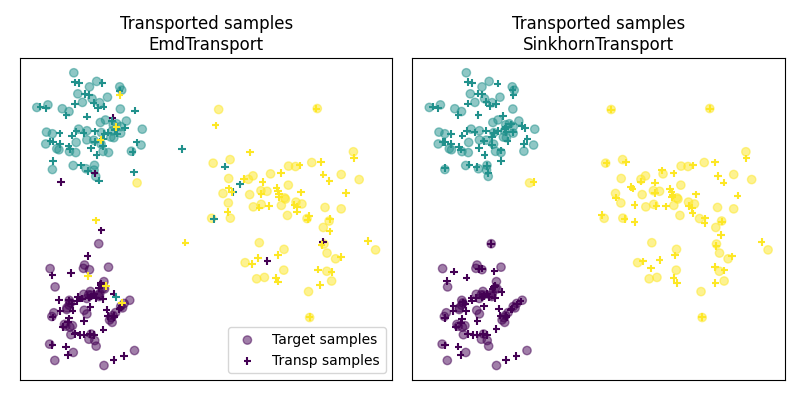 Transported samples
EmdTransport
Transported samples
SinkhornTransport
Target samples
Transp samples